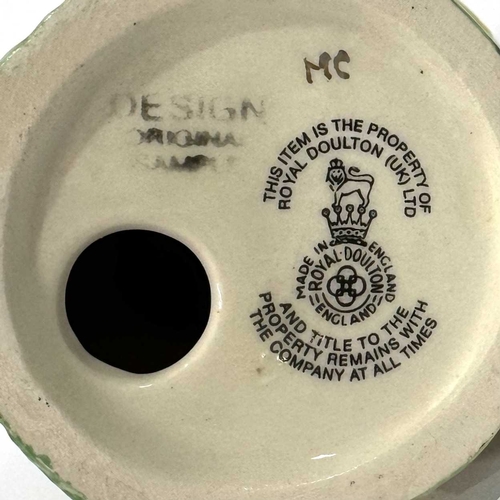 MC
DESIGN
ORIGINAL
SAMPLE
THIS ITEM IS THE PROPERTY OF
ROYAL DOULTON (UK) LTD
MADE IN ENGLAND
ROYAL·DOULTON
ENGLAND
AND TITLE TO THE
PROPERTY REMAINS WITH
THE COMPANY AT ALL TIMES